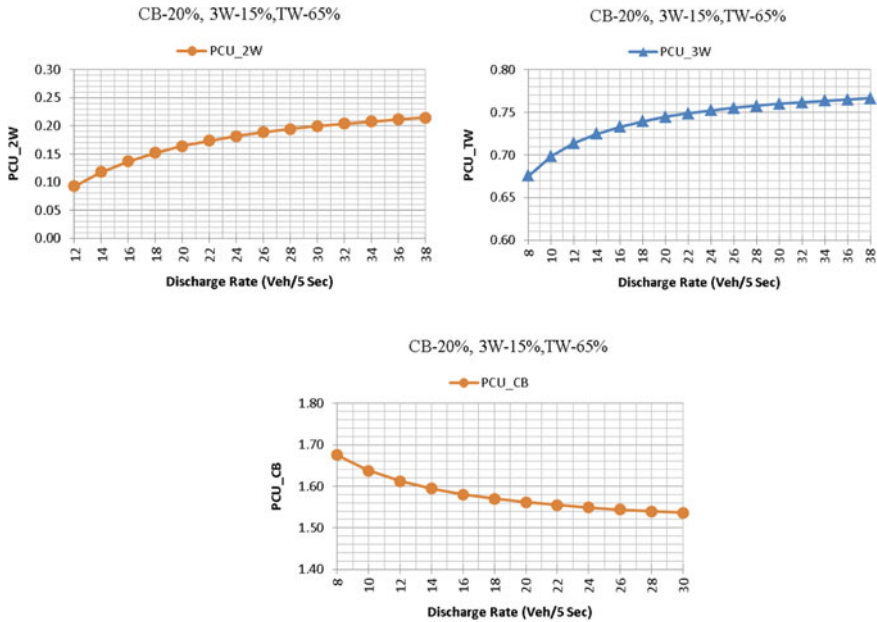 CB-20%, 3W-15%,TW-65%
PCU_2W
0.30
0.25
0.20
0.15
0.10
0.05
0.00
PCU_2W
12 14 16 18 20 22 24 26 28 30 32 34 36 38
Discharge Rate (Veh/5 Sec)
CB-20%, 3W-15%,TW-65%
PCU_3W
0.80
0.75
0.70
0.65
0.60
PCU_TW
8 10 12 14 16 18 20 22 24 26 28 30 32 34 36 38
Discharge Rate (Veh/5 Sec)
CB-20%, 3W-15%,TW-65%
PCU_CB
1.80
1.70
1.60
1.50
1.40
PCU_CB
8 10 12 14 16 18 20 22 24 26 28 30
Discharge Rate (Veh/5 Sec)